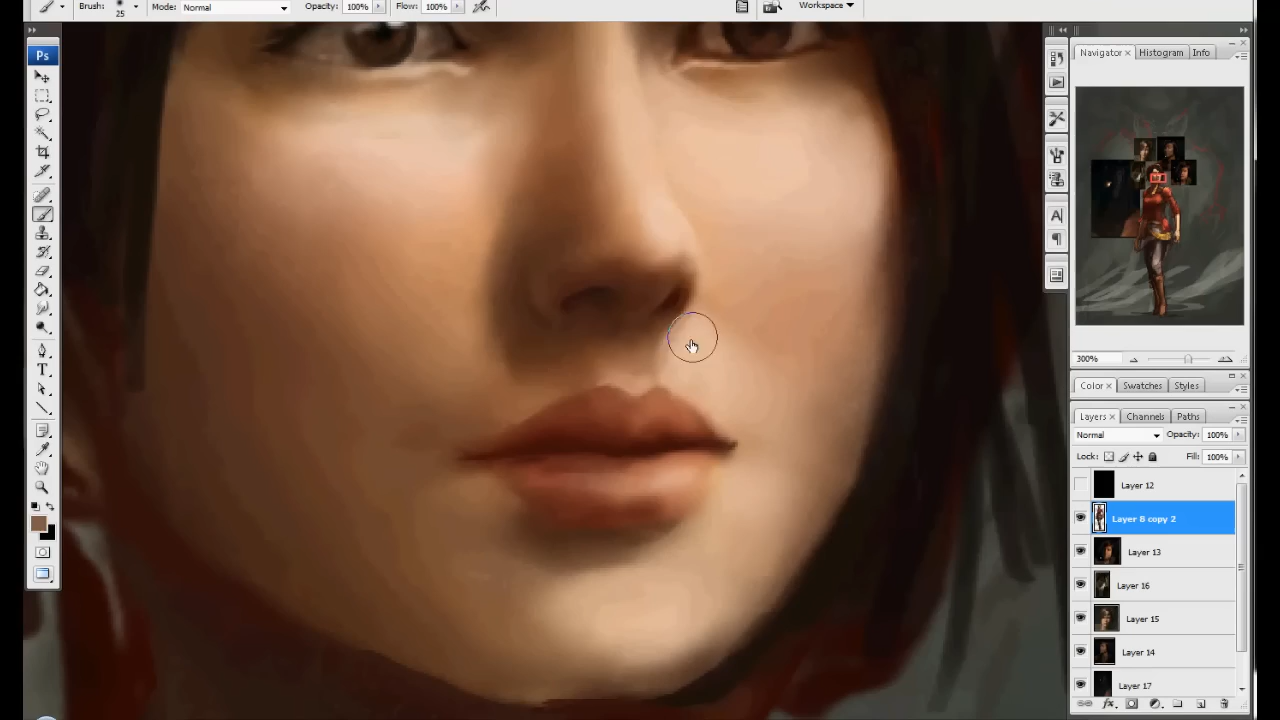 Brush: 25 Mode: Normal Opacity: 100% Flow: 100% Workspace
Ps
Navigator × Histogram Info
300%
Color × Swatches Styles
Layers × Channels Paths
Normal Opacity: 100%
Lock: Fill: 100%
Layer 12
Layer 8 copy 2
Layer 13
Layer 16
Layer 15
Layer 14
Layer 17